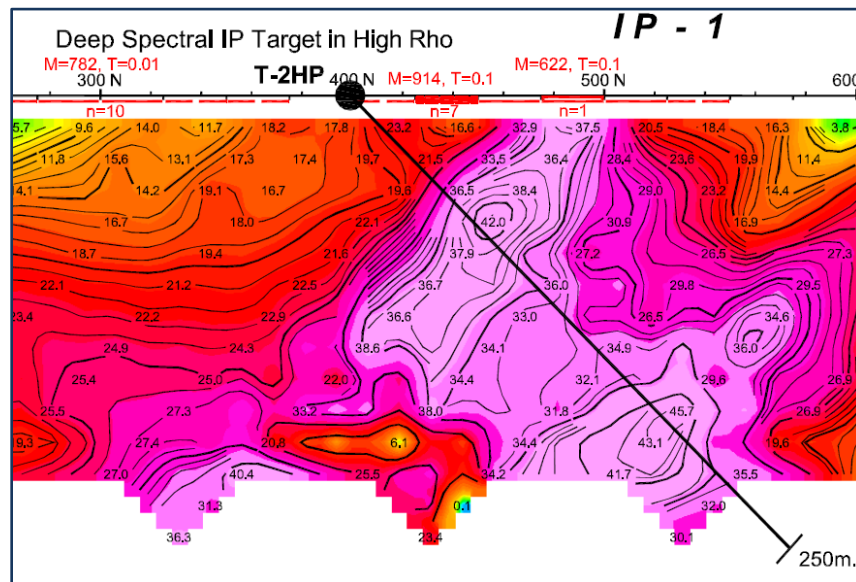 IP - 1
Deep Spectral IP Target in High Rho
M=782, T=0.01
M=914, T=0.1
M=622, T=0.1
300 N
T-2HP
400 N
500 N
600
n=10
n=7
n=1
5.7 9.6 14.0 11.7 18.2 17.8 23.2 16.6 32.9 37.5 20.5 18.4 16.3 3.8
11.8 15.6 13.1 17.3 17.4 19.7 21.5 33.5 36.4 28.4 23.6 19.9 11.4
14.1 14.2 19.1 16.7 19.6 36.5 38.4 29.0 23.2 14.4
16.7 18.0 22.1 42.0 30.9 16.9
18.7 19.4 21.6 37.9 27.2 26.5 27.3
22.1 21.2 22.5 36.7 36.0 29.8 29.5
23.4 22.2 22.9 36.6 33.0 26.5 34.6
24.9 24.3 38.6 34.1 34.9 36.0
25.4 25.0 22.0 34.4 32.1 29.6 26.9
25.5 27.3 33.2 38.0 31.8 45.7 26.9
19.3 27.4 20.8 6.1 34.4 43.1 19.6
27.0 40.4 25.5 34.2 41.7 35.5
31.3 0.1 32.0
36.3 23.4 30.1
250m.